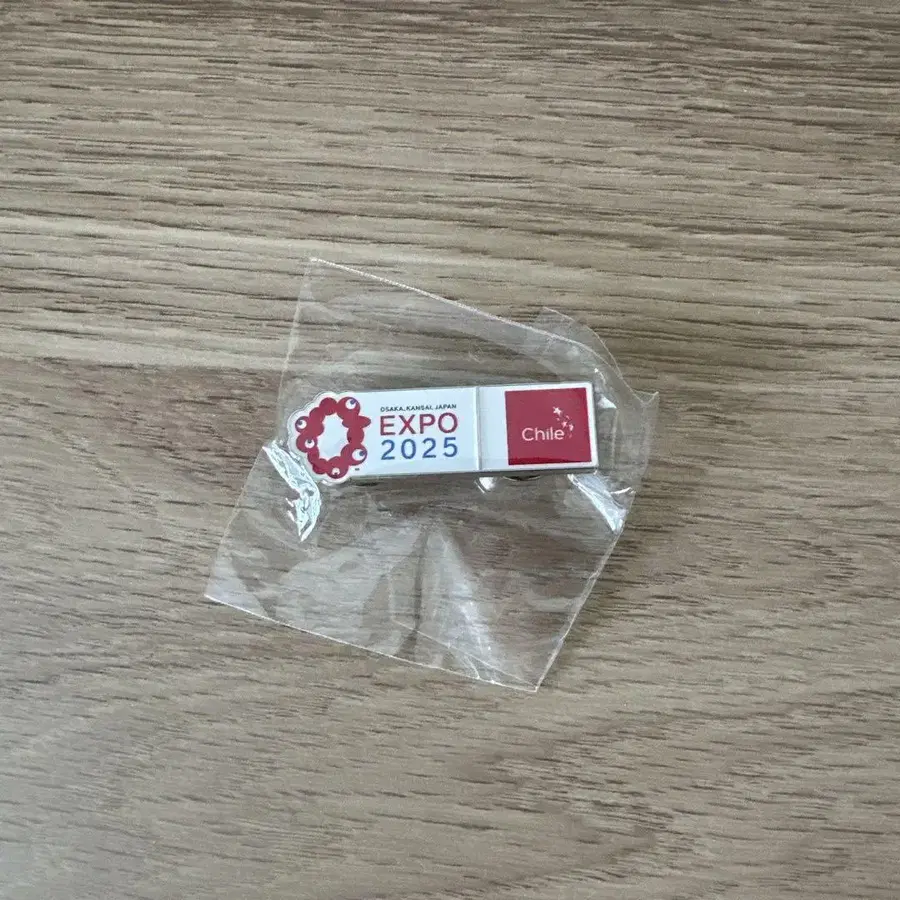 OSAKA, KANSAI, JAPAN
EXPO
2025
Chile